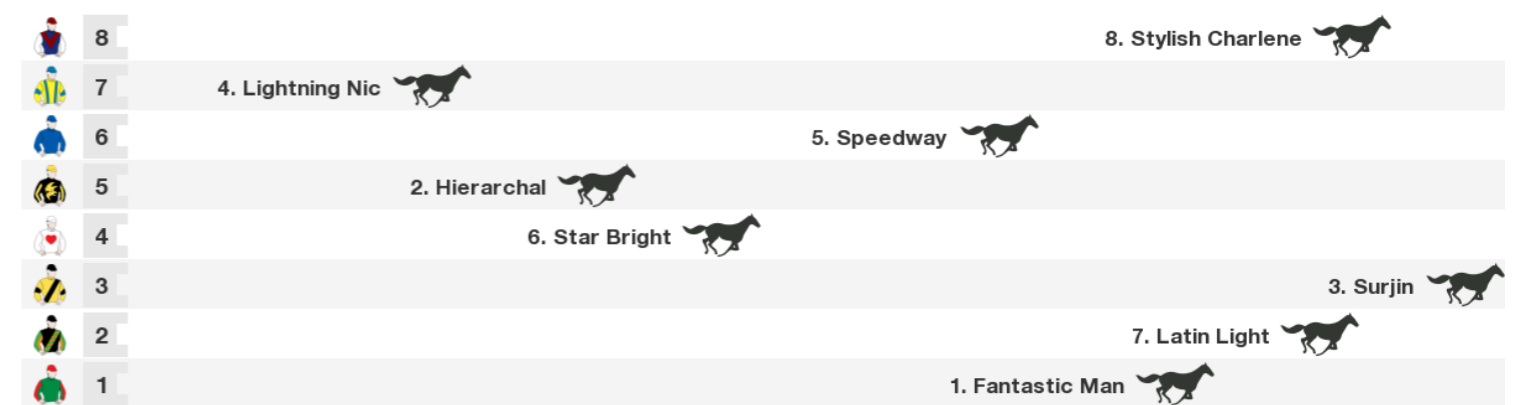 8 8. Stylish Charlene
7 4. Lightning Nic
6 5. Speedway
5 2. Hierarchal
4 6. Star Bright
3 3. Surjin
2 7. Latin Light
1 1. Fantastic Man